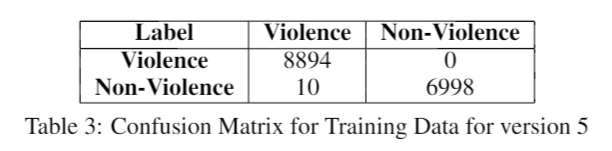 Label Violence Non-Violence
Violence 8894 0
Non-Violence 10 6998
Table 3: Confusion Matrix for Training Data for version 5